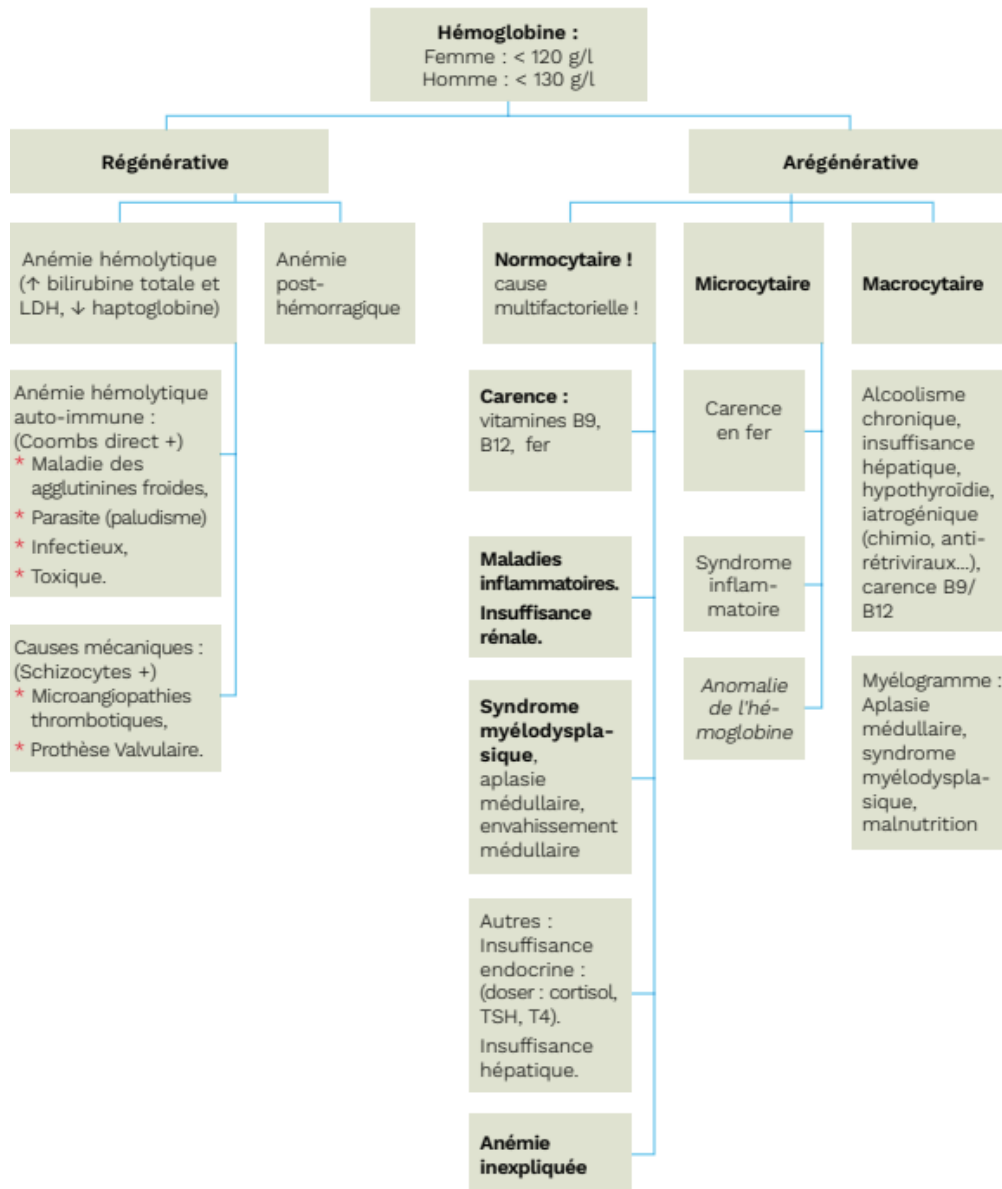 Hémoglobine :
Femme : < 120 g/l
Homme : < 130 g/l
Régénérative
Arégénérative
Anémie hémolytique
(↑ bilirubine totale et
LDH, ↓ haptoglobine)
Anémie
post-
hémorragique
Normocytaire !
cause
multifactorielle !
Microcytaire
Macrocytaire
Anémie hémolytique
auto-immune :
(Coombs direct +)
* Maladie des
agglutinines froides,
* Parasite (paludisme)
* Infectieux,
* Toxique.
Causes mécaniques :
(Schizocytes +)
* Microangiopathies
thrombotiques,
* Prothèse Valvulaire.
Carence :
vitamines B9,
B12, fer
Maladies
inflammatoires.
Insuffisance
rénale.
Syndrome
myélodyspla-
sique,
aplasie
médullaire,
envahissement
médullaire
Autres :
Insuffisance
endocrine :
(doser : cortisol,
TSH, T4).
Insuffisance
hépatique.
Anémie
inexpliquée
Carence
en fer
Syndrome
inflam-
matoire
Anomalie
de l'hé-
moglobine
Alcoolisme
chronique,
insuffisance
hépatique,
hypothyroïdie,
iatrogénique
(chimio, anti-
rétriviraux...),
carence B9/
B12
Myélogramme :
Aplasie
médullaire,
syndrome
myélodyspla-
sique,
malnutrition